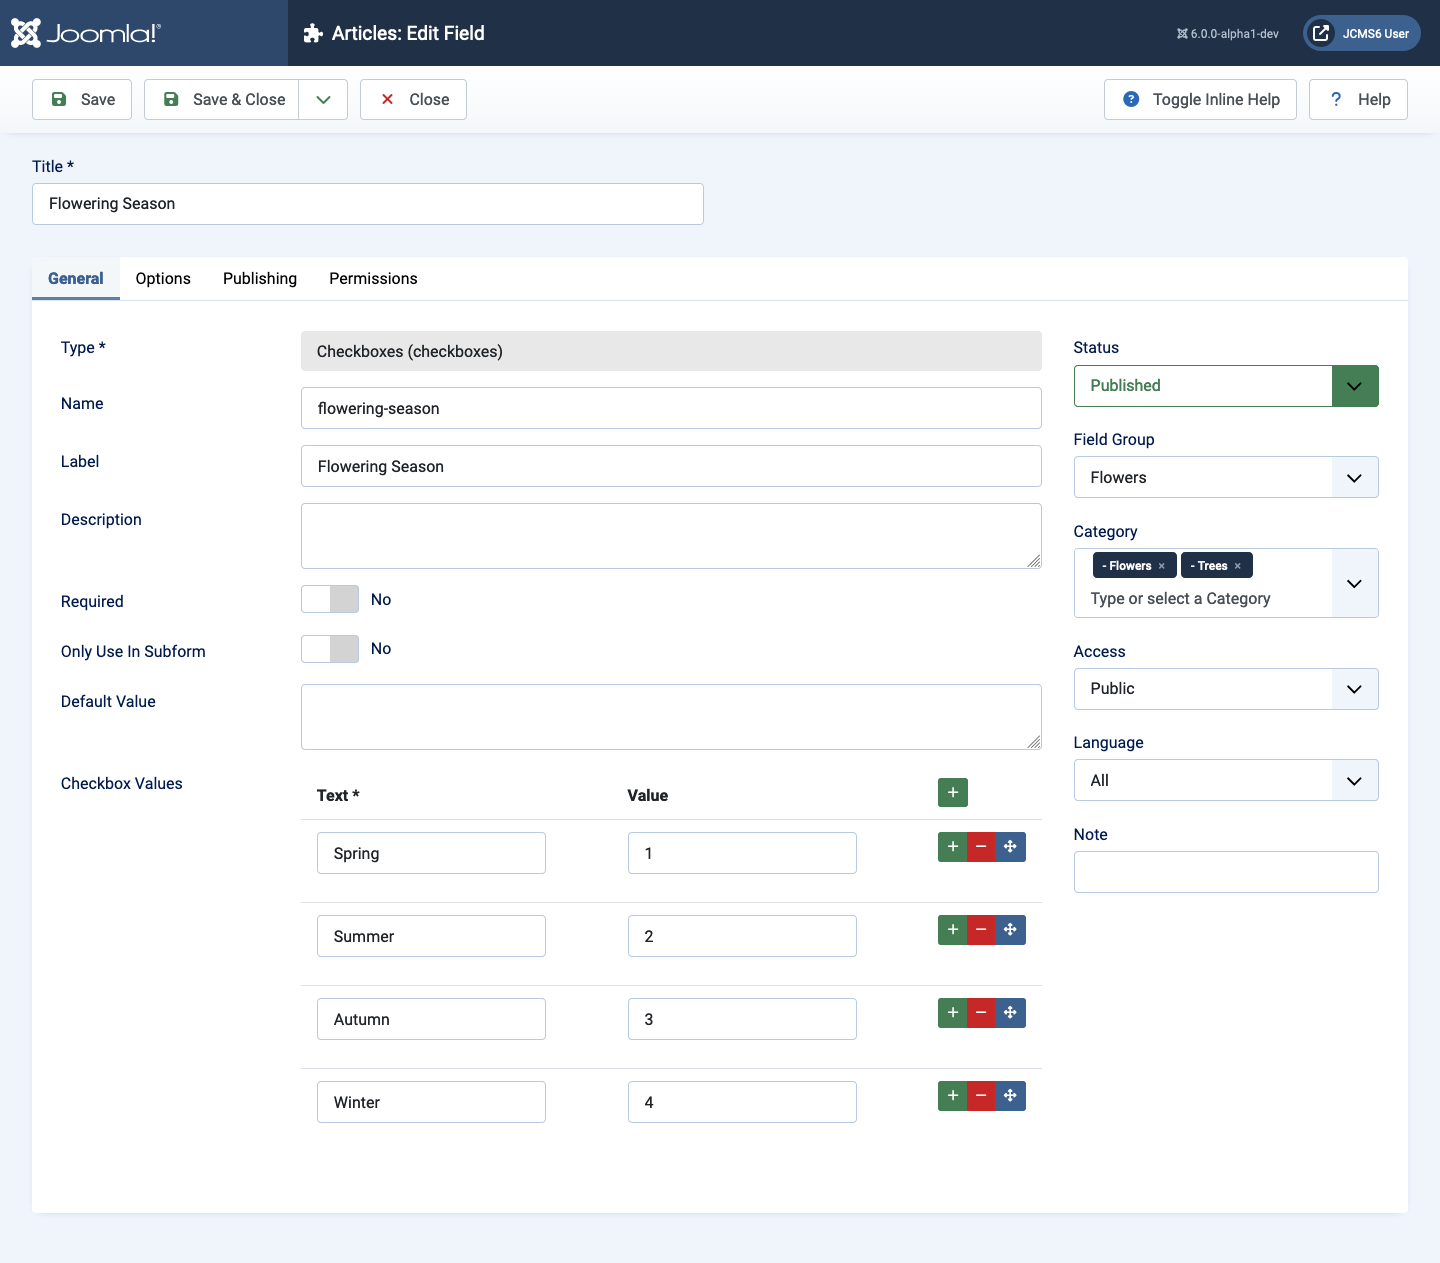 Joomla!®
Articles: Edit Field
6.0.0-alpha1-dev
JCMS6 User
Save
Save & Close
Close
Toggle Inline Help
? Help
Title *
Flowering Season
General
Options
Publishing
Permissions
Type *
Checkboxes (checkboxes)
Name
flowering-season
Label
Flowering Season
Description
Required
No
Only Use In Subform
No
Default Value
Checkbox Values
Text *
Value
Spring
1
Summer
2
Autumn
3
Winter
4
Status
Published
Field Group
Flowers
Category
- Flowers ×
- Trees ×
Type or select a Category
Access
Public
Language
All
Note